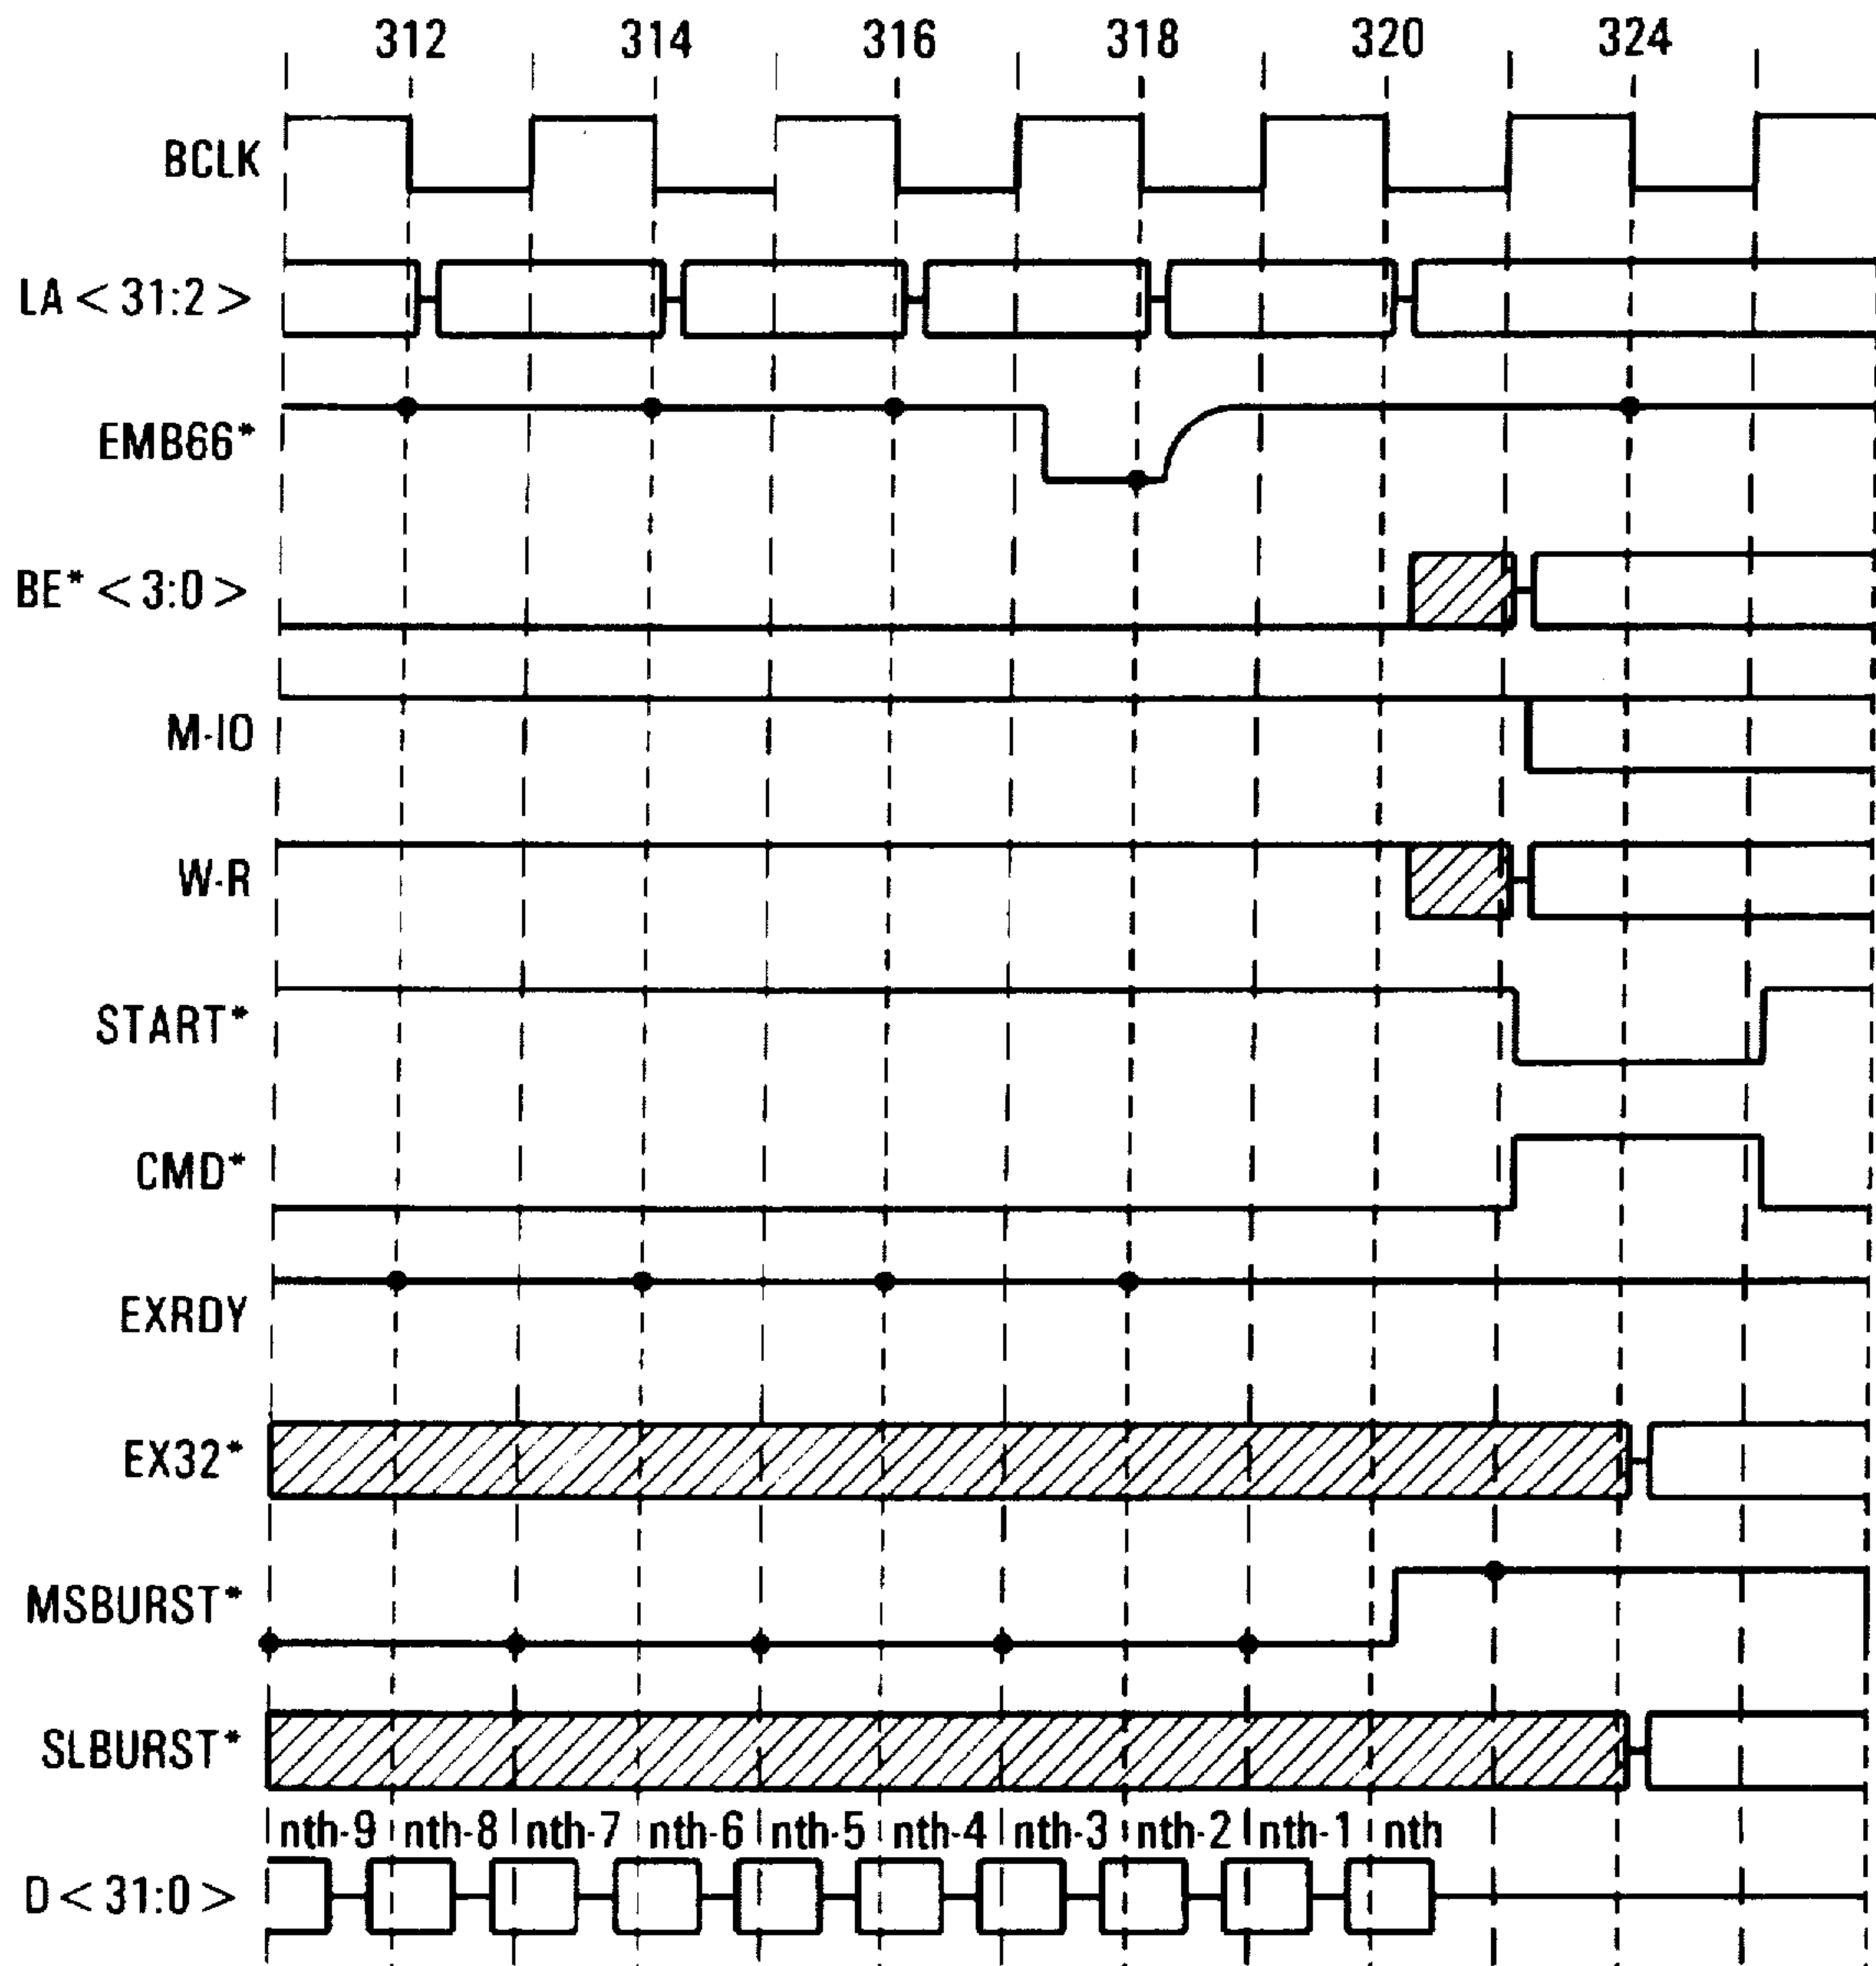 312 314 316 318 320 324
BCLK
LA < 31:2 >
EMB66*
BE* < 3:0 >
M-IO
W-R
START*
CMD*
EXRDY
EX32*
MSBURST*
SLBURST*
nth-9 nth-8 nth-7 nth-6 nth-5 nth-4 nth-3 nth-2 nth-1 nth
D < 31:0 >